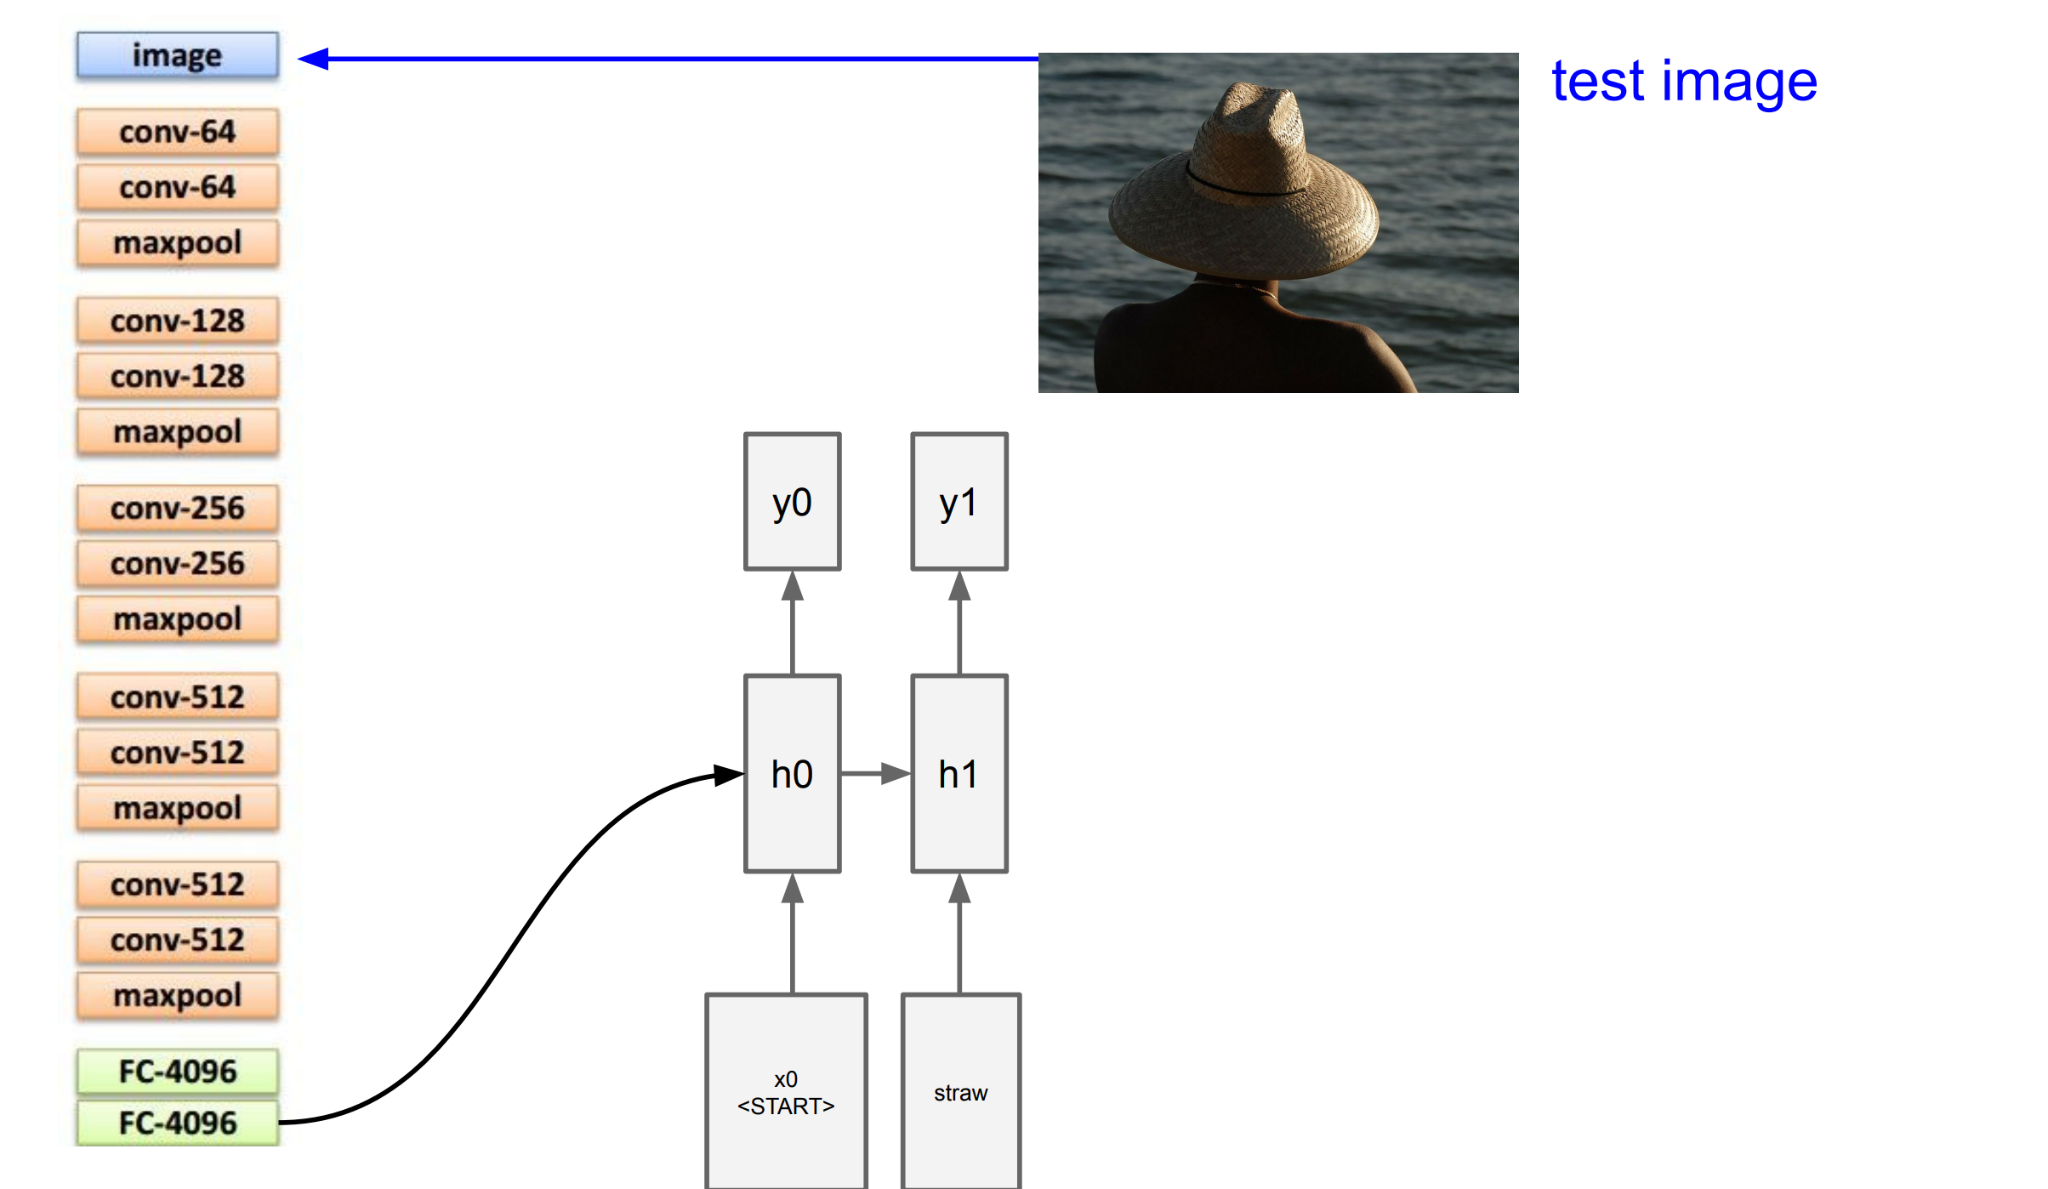 image
conv-64
conv-64
maxpool
conv-128
conv-128
maxpool
conv-256
conv-256
maxpool
conv-512
conv-512
maxpool
conv-512
conv-512
maxpool
FC-4096
FC-4096
test image
y0
y1
h0
h1
x0
<START>
straw